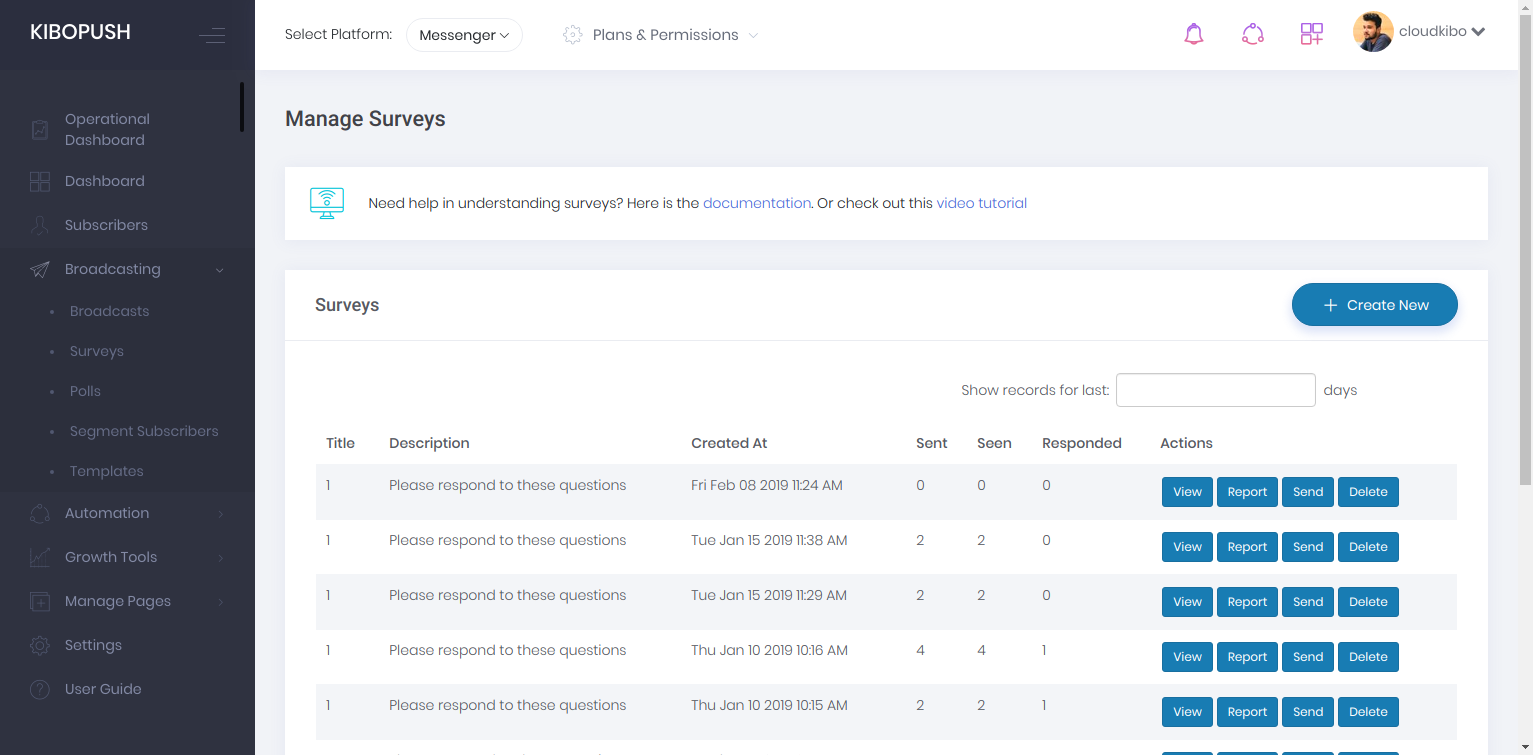 KIBOPUSH
Select Platform: Messenger Plans & Permissions cloudkibo
Operational
Dashboard
Dashboard
Subscribers
Broadcasting
Broadcasts
Surveys
Polls
Segment Subscribers
Templates
Automation
Growth Tools
Manage Pages
Settings
User Guide
Manage Surveys
Need help in understanding surveys? Here is the documentation. Or check out this video tutorial
Surveys
Create New
Show records for last: days
Title Description Created At Sent Seen Responded Actions
1 Please respond to these questions Fri Feb 08 2019 11:24 AM 0 0 0 View Report Send Delete
1 Please respond to these questions Tue Jan 15 2019 11:38 AM 2 2 0 View Report Send Delete
1 Please respond to these questions Tue Jan 15 2019 11:29 AM 2 2 0 View Report Send Delete
1 Please respond to these questions Thu Jan 10 2019 10:16 AM 4 4 1 View Report Send Delete
1 Please respond to these questions Thu Jan 10 2019 10:15 AM 2 2 1 View Report Send Delete